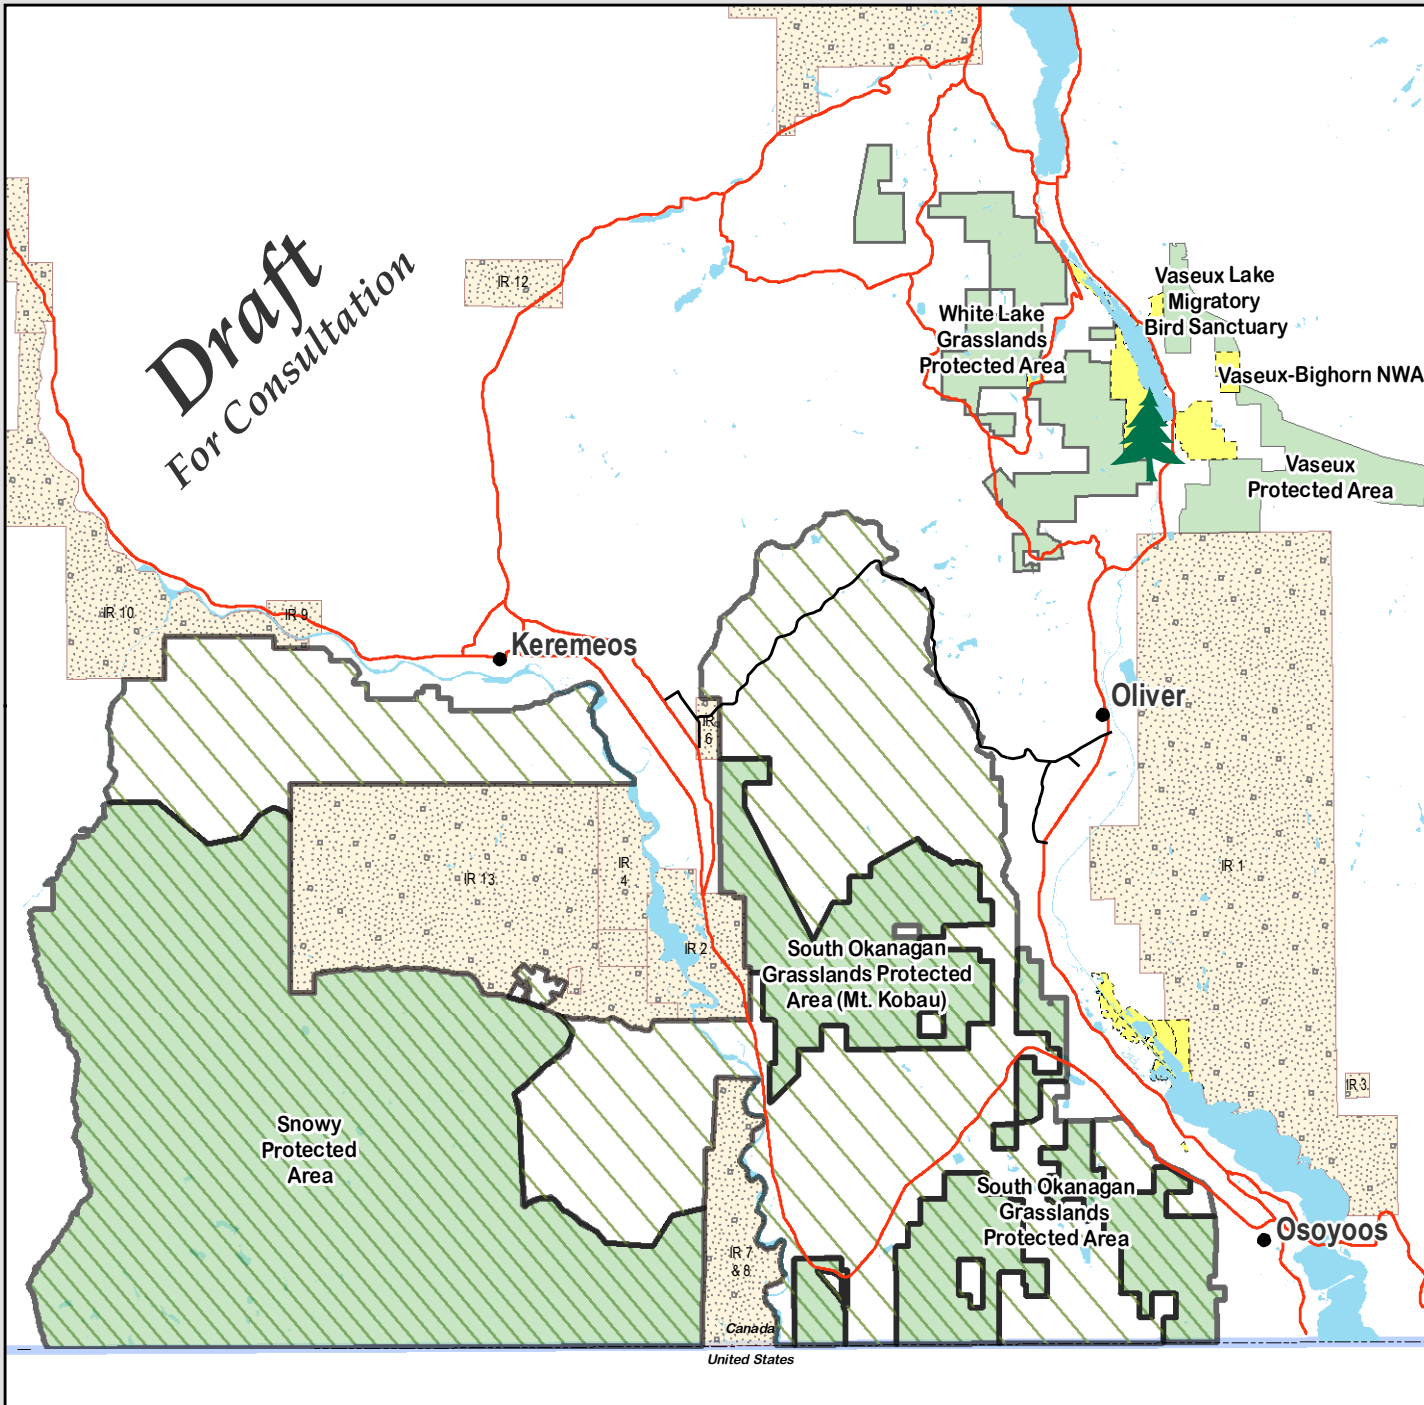 Draft
For Consultation
IR 12
White Lake
Grasslands
Protected Area
Vaseux Lake
Migratory
Bird Sanctuary
Vaseux-Bighorn NWA
Vaseux
Protected Area
IR 10
IR 9
Keremeos
IR
6
Oliver
IR 13
IR
4
IR 2
IR 1
South Okanagan
Grasslands Protected
Area (Mt. Kobau)
IR 3
Snowy
Protected
Area
South Okanagan
Grasslands
Protected Area
IR 7
& 8
Osoyoos
Canada
United States